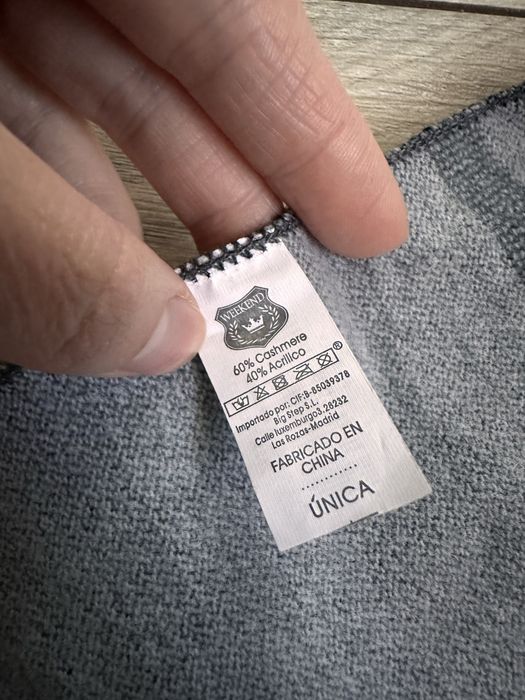 WEEKEND
60% Cashmere
40% Acrilico
®
Importado por: CIF:B-85039378
Big Step S.L.
Calle luxemburgo3.28232
Las Rozas-Madrid
FABRICADO EN
CHINA
............
ÚNICA